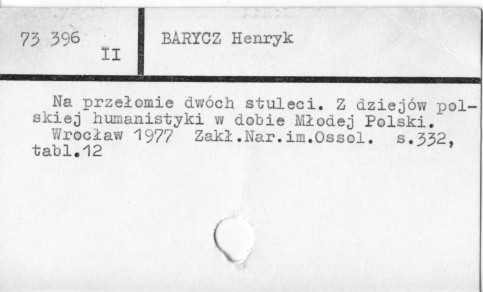 73 396
II
BARYCZ Henryk
Na przełomie dwóch stuleci. Z dziejów pol-
skiej humanistyki w dobie Młodej Polski.
Wrocław 1977 Zakł.Nar.im.Ossol. s.332,
tabl.12